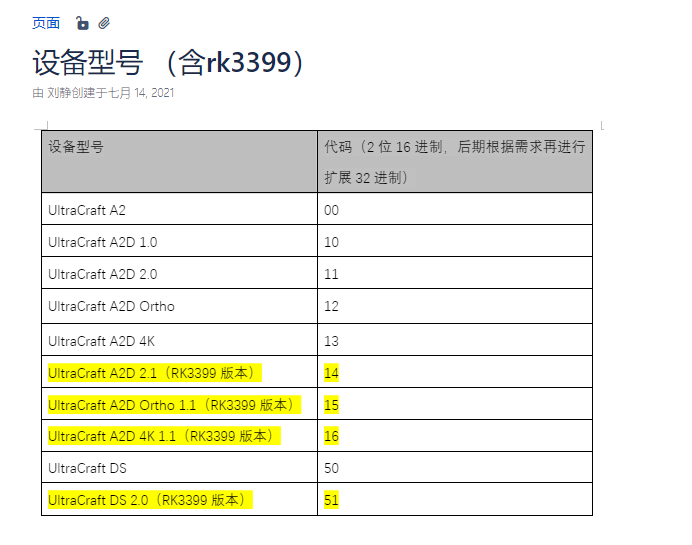 页面
设备型号 （含rk3399）
由 刘静创建于七月 14, 2021
设备型号
代码（2 位 16 进制，后期根据需求再进行
扩展 32 进制）
UltraCraft A2
00
UltraCraft A2D 1.0
10
UltraCraft A2D 2.0
11
UltraCraft A2D Ortho
12
UltraCraft A2D 4K
13
UltraCraft A2D 2.1（RK3399 版本）
14
UltraCraft A2D Ortho 1.1（RK3399 版本）
15
UltraCraft A2D 4K 1.1（RK3399 版本）
16
UltraCraft DS
50
UltraCraft DS 2.0（RK3399 版本）
51